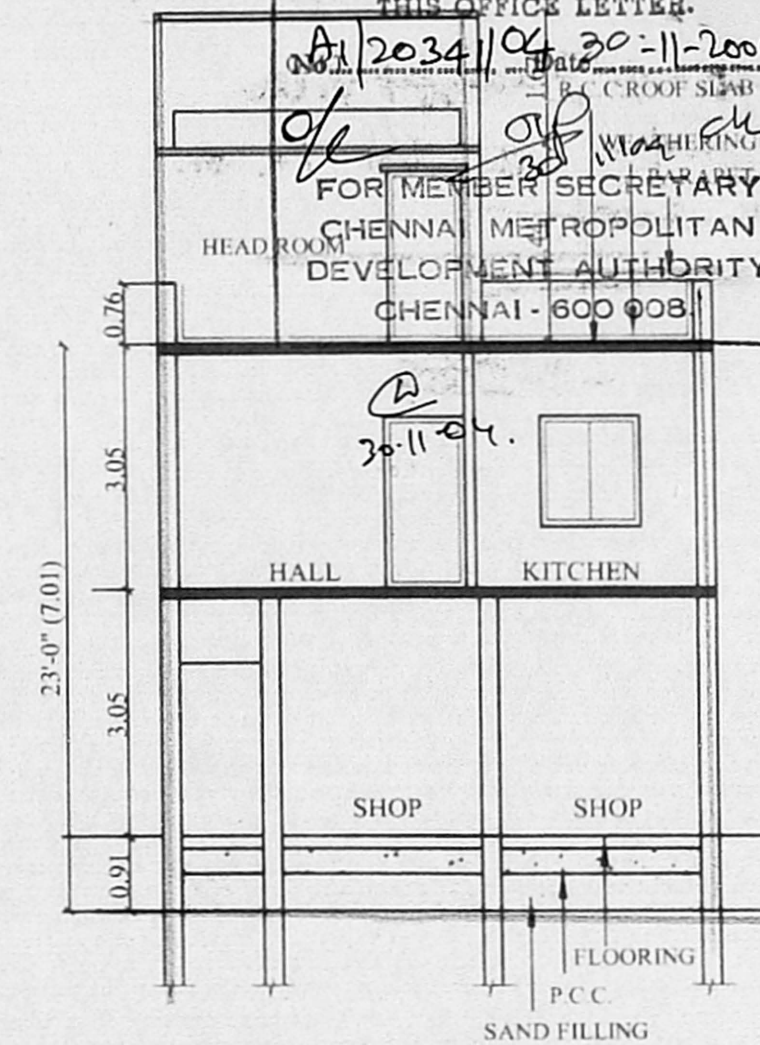 THIS OFFICE LETTER.
No. A1/20341/04 Date 30-11-200
R.C.C.ROOF SLAB
WEATHERING
PARAPET
FOR MEMBER SECRETARY
CHENNAI METROPOLITAN
HEAD ROOM
DEVELOPMENT AUTHORITY
CHENNAI - 600 008.
0.76
30-11-04.
3.05
HALL
KITCHEN
23'-0" (7.01)
3.05
SHOP
SHOP
0.91
FLOORING
P.C.C.
SAND FILLING